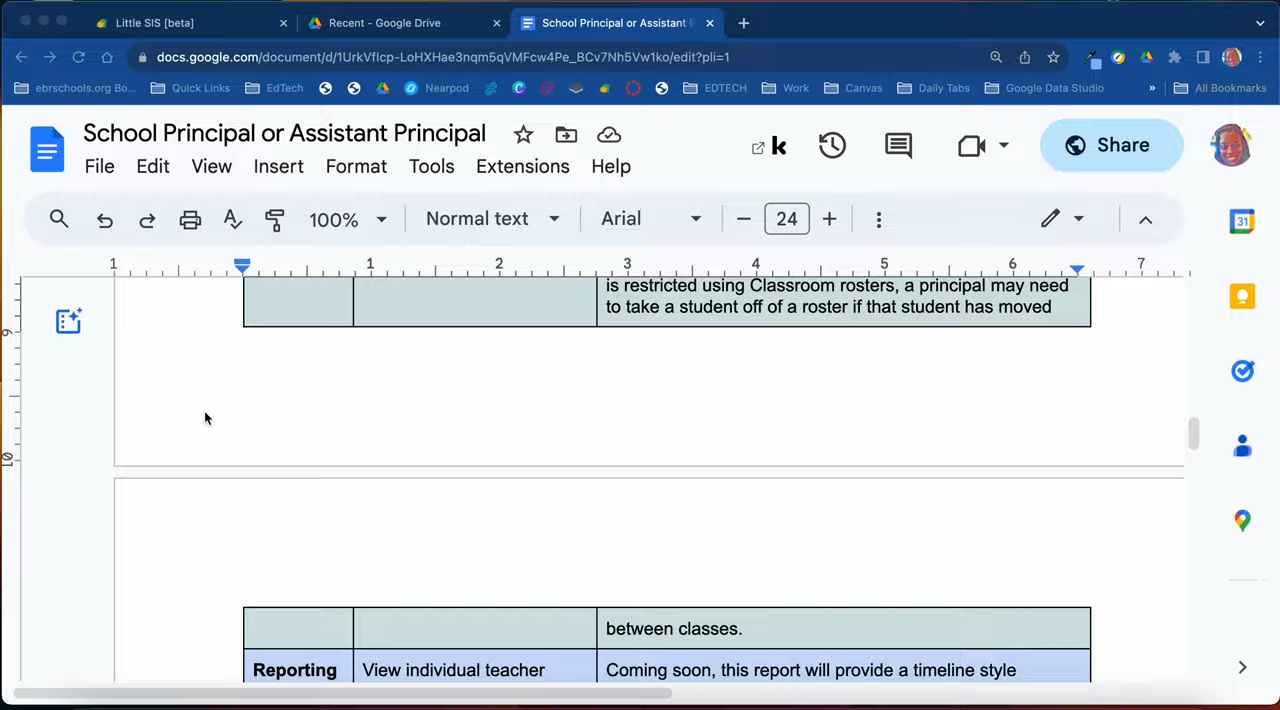 Little SIS [beta]
Recent - Google Drive
School Principal or Assistant P
docs.google.com/document/d/1UrkVfIcp-LoHXHae3nqm5qVMFcw4Pe_BCv7Nh5Vw1ko/edit?pli=1
ebrschools.org Bo...
Quick Links
EdTech
Nearpod
EDTECH
Work
Canvas
Daily Tabs
Google Data Studio
»
All Bookmarks
School Principal or Assistant Principal
k
Share
File Edit View Insert Format Tools Extensions Help
100%
Normal text
Arial
24
31
1 1 2 3 4 5 6 7
is restricted using Classroom rosters, a principal may need
to take a student off of a roster if that student has moved
9
10
between classes.
Reporting
View individual teacher
Coming soon, this report will provide a timeline style